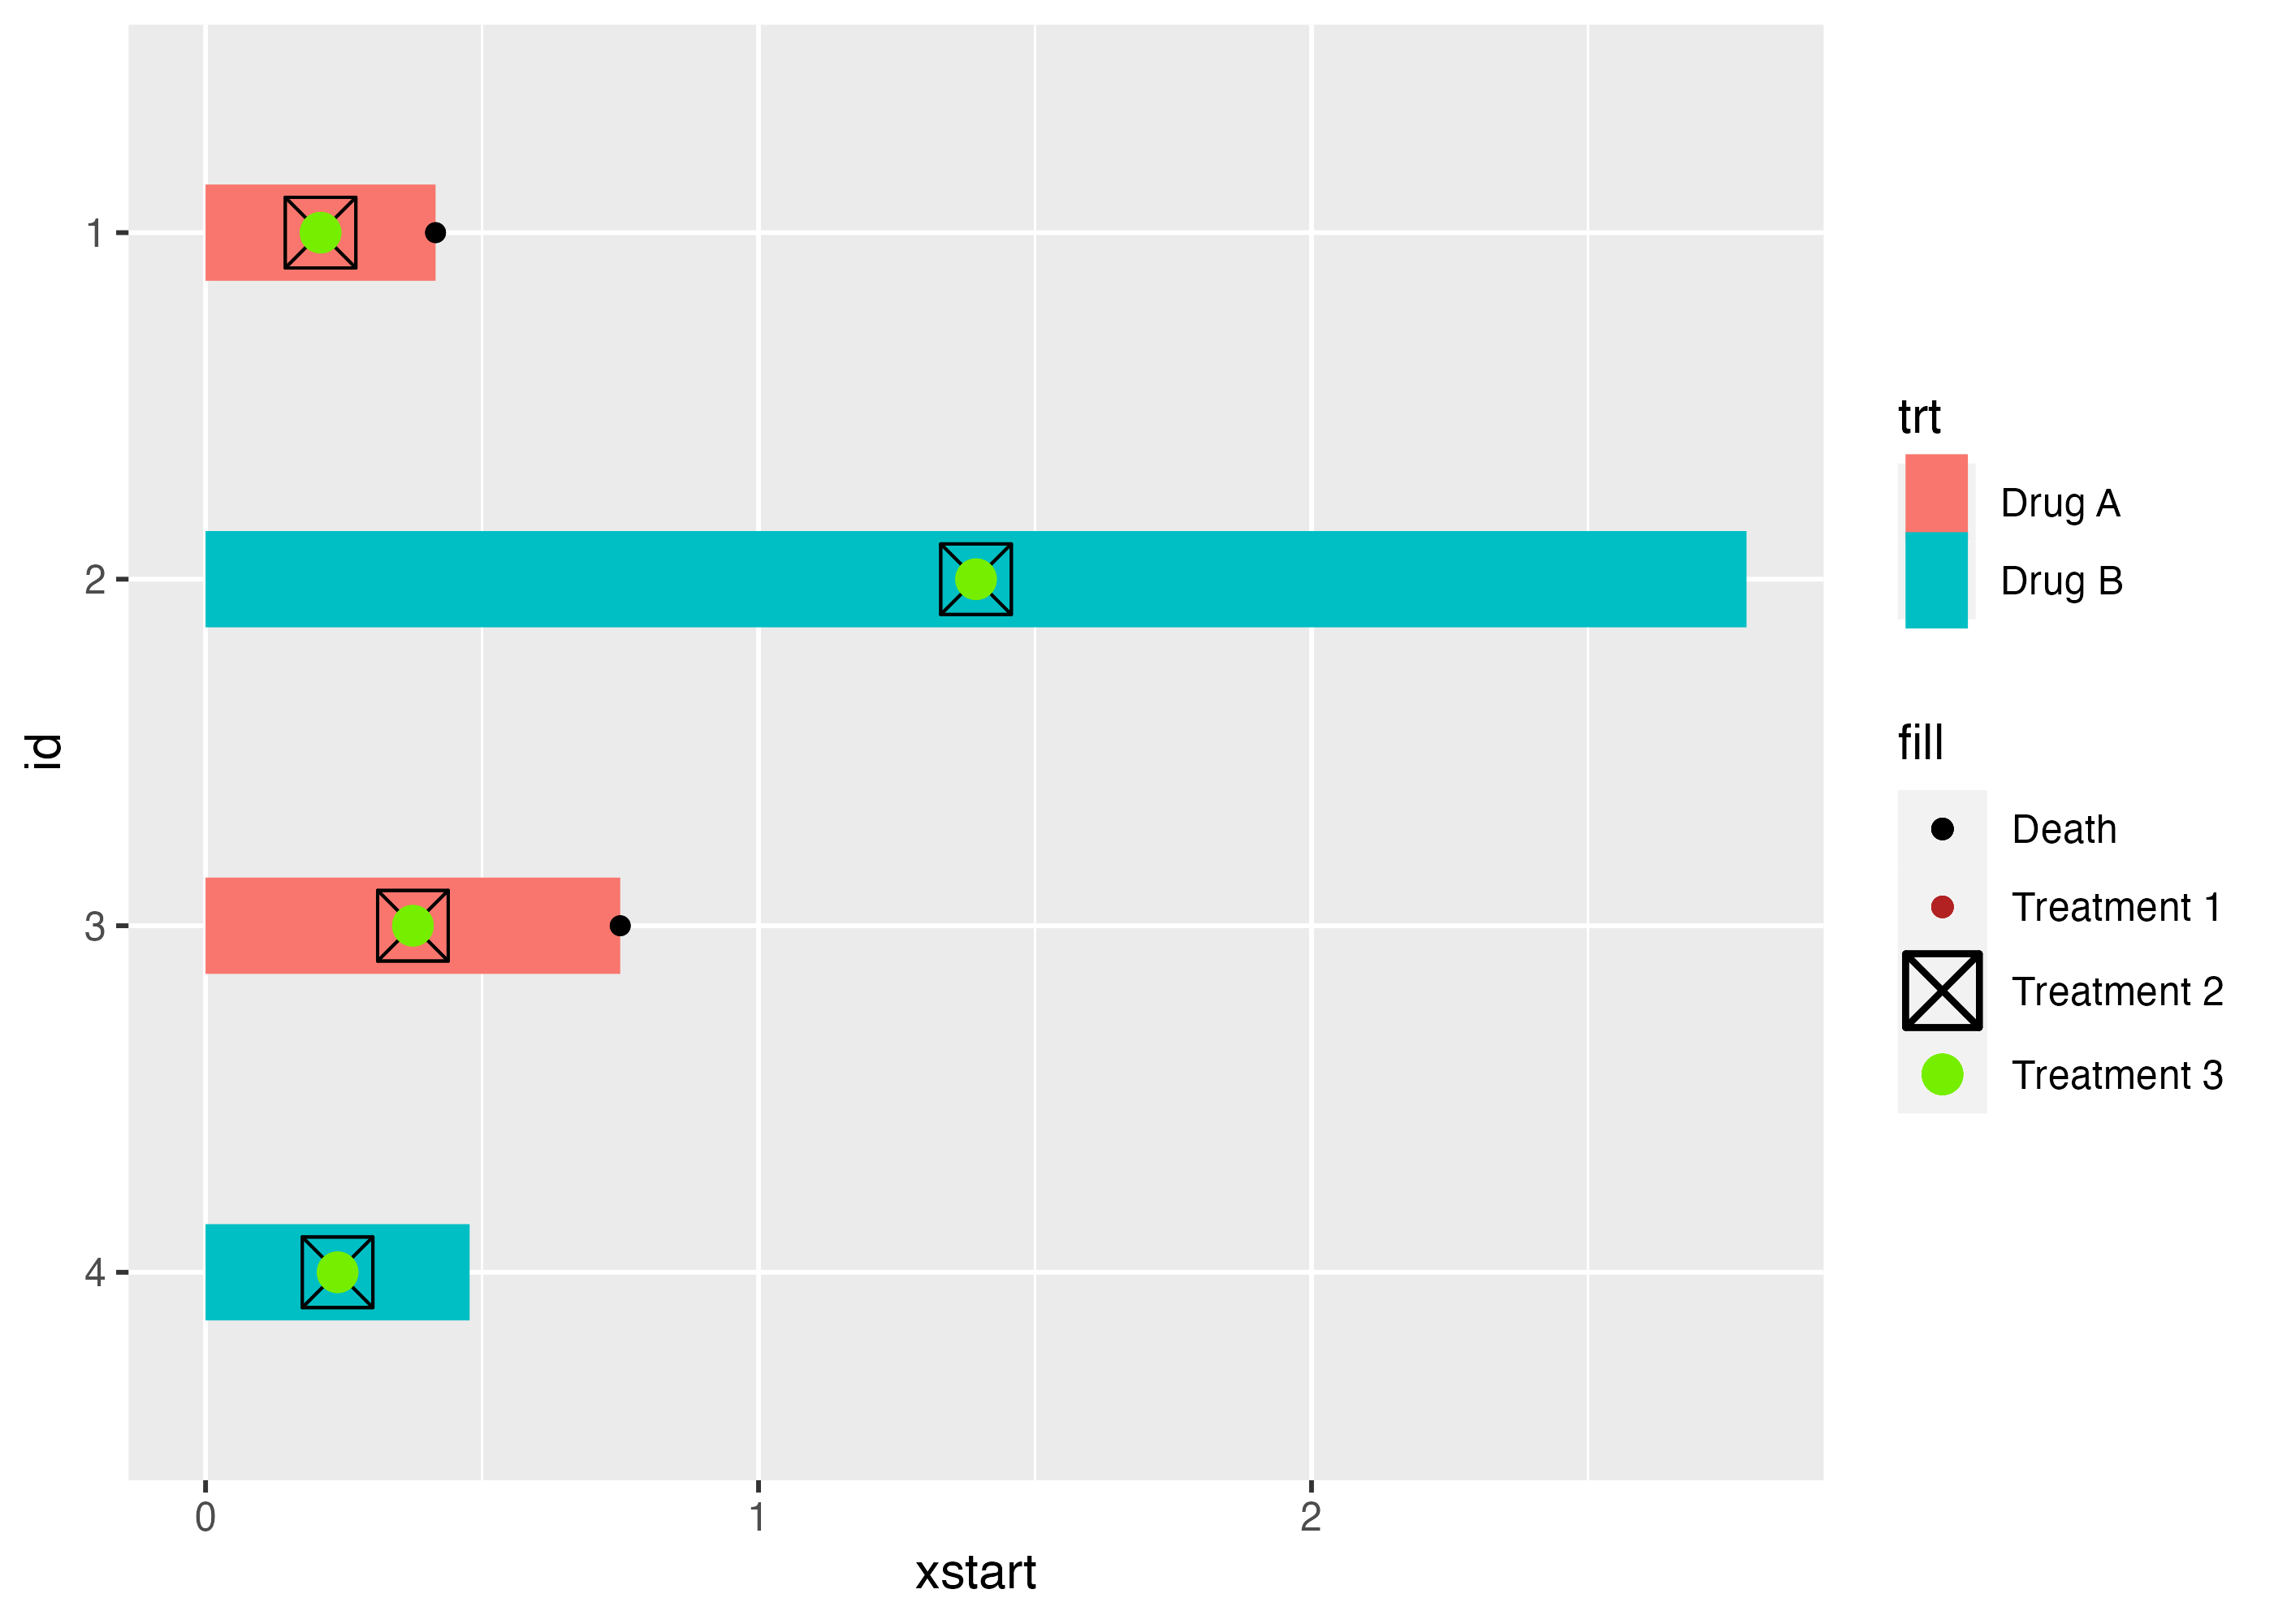 1
2
3
4
id
0
1
2
xstart
trt
Drug A
Drug B
fill
Death
Treatment 1
Treatment 2
Treatment 3